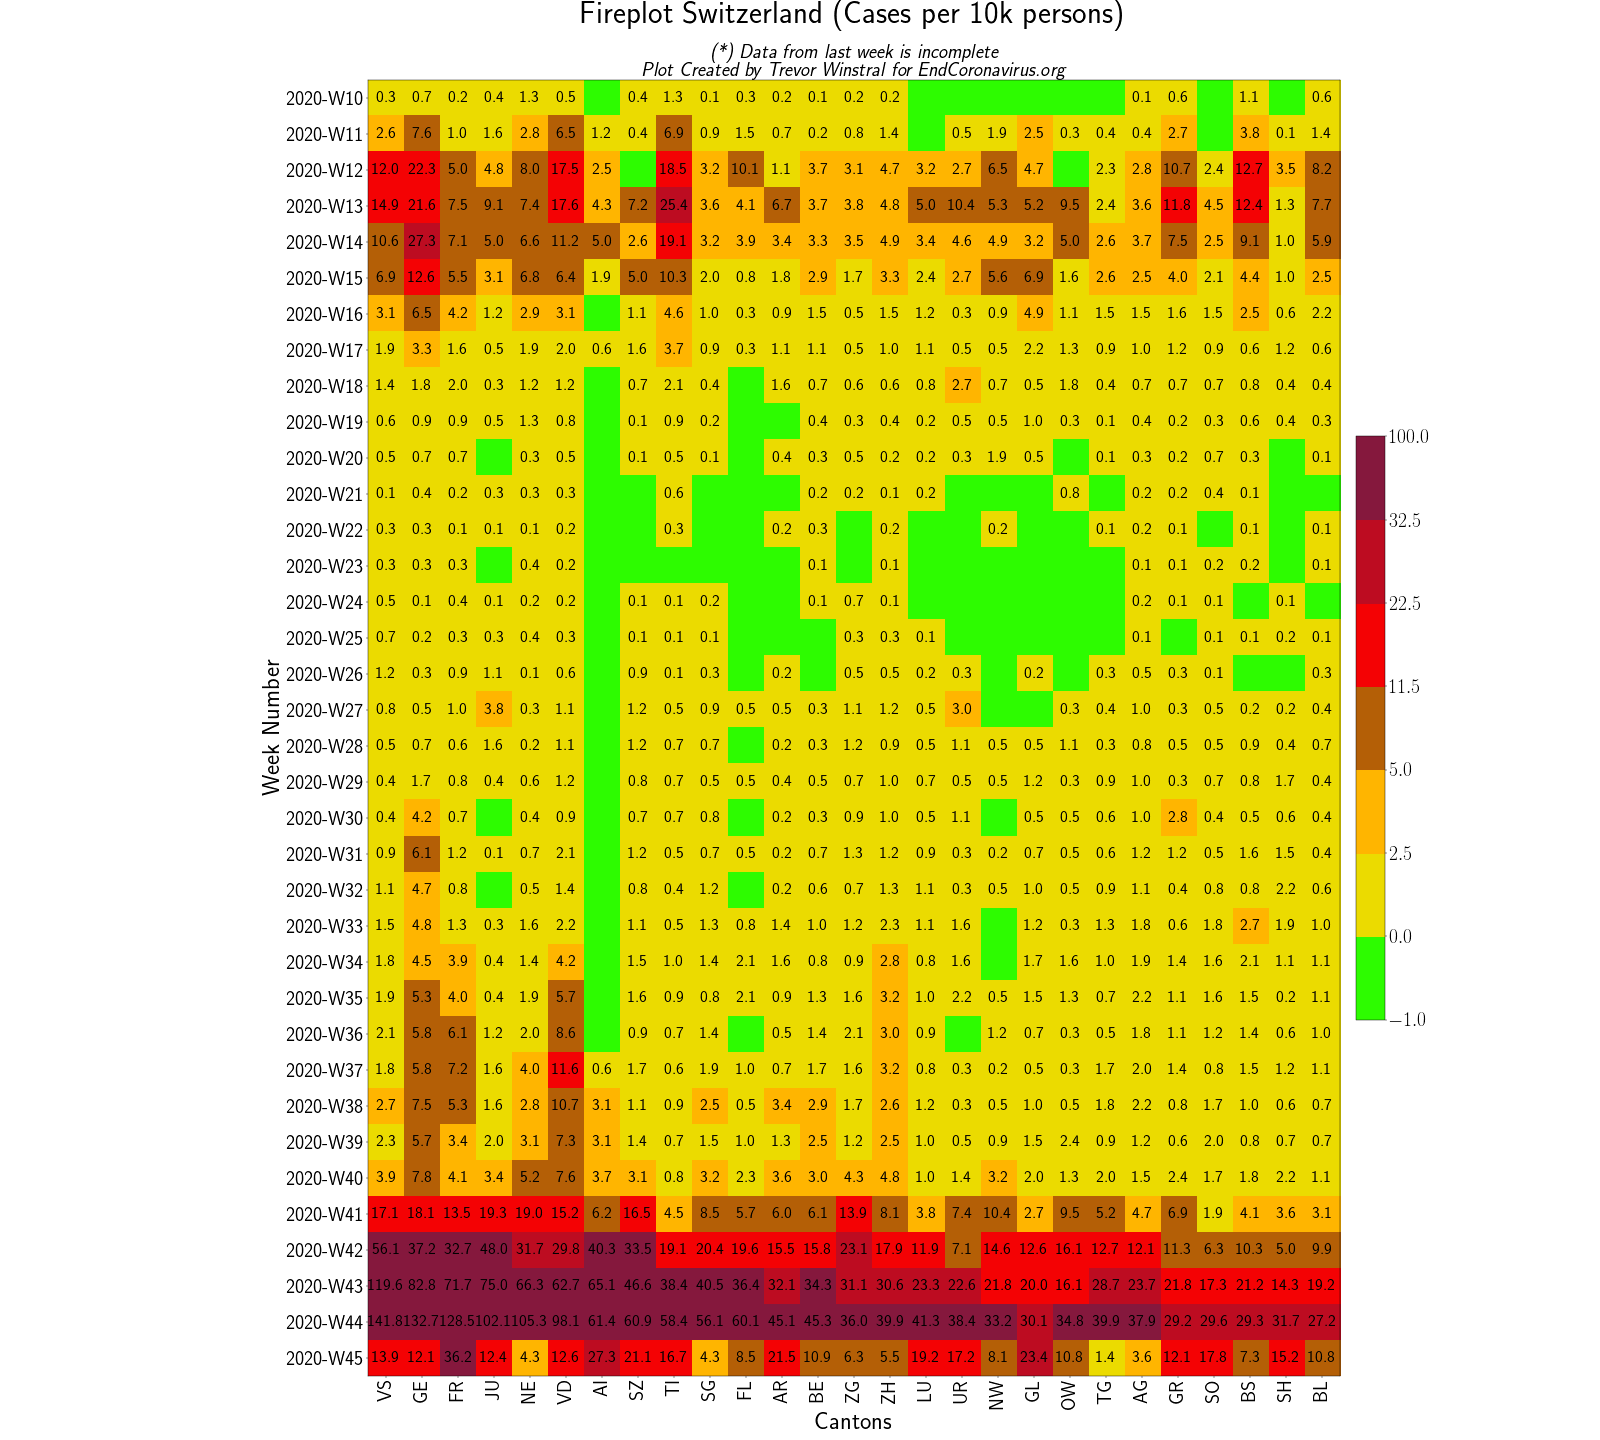 Fireplot Switzerland (Cases per 10k persons)
(*) Data from last week is incomplete
Plot Created by Trevor Winstral for EndCoronavirus.org
2020-W10 0.3 0.7 0.2 0.4 1.3 0.5 0.4 1.3 0.1 0.3 0.2 0.1 0.2 0.2 0.1 0.6 1.1 0.6
2020-W11 2.6 7.6 1.0 1.6 2.8 6.5 1.2 0.4 6.9 0.9 1.5 0.7 0.2 0.8 1.4 0.5 1.9 2.5 0.3 0.4 0.4 2.7 3.8 0.1 1.4
2020-W12 12.0 22.3 5.0 4.8 8.0 17.5 2.5 18.5 3.2 10.1 1.1 3.7 3.1 4.7 3.2 2.7 6.5 4.7 2.3 2.8 10.7 2.4 12.7 3.5 8.2
2020-W13 14.9 21.6 7.5 9.1 7.4 17.6 4.3 7.2 25.4 3.6 4.1 6.7 3.7 3.8 4.8 5.0 10.4 5.3 5.2 9.5 2.4 3.6 11.8 4.5 12.4 1.3 7.7
2020-W14 10.6 27.3 7.1 5.0 6.6 11.2 5.0 2.6 19.1 3.2 3.9 3.4 3.3 3.5 4.9 3.4 4.6 4.9 3.2 5.0 2.6 3.7 7.5 2.5 9.1 1.0 5.9
2020-W15 6.9 12.6 5.5 3.1 6.8 6.4 1.9 5.0 10.3 2.0 0.8 1.8 2.9 1.7 3.3 2.4 2.7 5.6 6.9 1.6 2.6 2.5 4.0 2.1 4.4 1.0 2.5
2020-W16 3.1 6.5 4.2 1.2 2.9 3.1 1.1 4.6 1.0 0.3 0.9 1.5 0.5 1.5 1.2 0.3 0.9 4.9 1.1 1.5 1.5 1.6 1.5 2.5 0.6 2.2
2020-W17 1.9 3.3 1.6 0.5 1.9 2.0 0.6 1.6 3.7 0.9 0.3 1.1 1.1 0.5 1.0 1.1 0.5 0.5 2.2 1.3 0.9 1.0 1.2 0.9 0.6 1.2 0.6
2020-W18 1.4 1.8 2.0 0.3 1.2 1.2 0.7 2.1 0.4 1.6 0.7 0.6 0.6 0.8 2.7 0.7 0.5 1.8 0.4 0.7 0.7 0.7 0.8 0.4 0.4
2020-W19 0.6 0.9 0.9 0.5 1.3 0.8 0.1 0.9 0.2 0.4 0.3 0.4 0.2 0.5 0.5 1.0 0.3 0.1 0.4 0.2 0.3 0.6 0.4 0.3
2020-W20 0.5 0.7 0.7 0.3 0.5 0.1 0.5 0.1 0.4 0.3 0.5 0.2 0.2 0.3 1.9 0.5 0.1 0.3 0.2 0.7 0.3 0.1
2020-W21 0.1 0.4 0.2 0.3 0.3 0.3 0.6 0.2 0.2 0.1 0.2 0.8 0.2 0.2 0.4 0.1
2020-W22 0.3 0.3 0.1 0.1 0.1 0.2 0.3 0.2 0.3 0.2 0.2 0.1 0.2 0.1 0.1 0.1
2020-W23 0.3 0.3 0.3 0.4 0.2 0.1 0.1 0.1 0.1 0.2 0.2 0.1
2020-W24 0.5 0.1 0.4 0.1 0.2 0.2 0.1 0.1 0.2 0.1 0.7 0.1 0.2 0.1 0.1 0.1
2020-W25 0.7 0.2 0.3 0.3 0.4 0.3 0.1 0.1 0.1 0.3 0.3 0.1 0.1 0.1 0.1 0.2 0.1
2020-W26 1.2 0.3 0.9 1.1 0.1 0.6 0.9 0.1 0.3 0.2 0.5 0.5 0.2 0.3 0.2 0.3 0.5 0.3 0.1 0.3
2020-W27 0.8 0.5 1.0 3.8 0.3 1.1 1.2 0.5 0.9 0.5 0.5 0.3 1.1 1.2 0.5 3.0 0.3 0.4 1.0 0.3 0.5 0.2 0.2 0.4
2020-W28 0.5 0.7 0.6 1.6 0.2 1.1 1.2 0.7 0.7 0.2 0.3 1.2 0.9 0.5 1.1 0.5 0.5 1.1 0.3 0.8 0.5 0.5 0.9 0.4 0.7
2020-W29 0.4 1.7 0.8 0.4 0.6 1.2 0.8 0.7 0.5 0.5 0.4 0.5 0.7 1.0 0.7 0.5 0.5 1.2 0.3 0.9 1.0 0.3 0.7 0.8 1.7 0.4
2020-W30 0.4 4.2 0.7 0.4 0.9 0.7 0.7 0.8 0.2 0.3 0.9 1.0 0.5 1.1 0.5 0.5 0.6 1.0 2.8 0.4 0.5 0.6 0.4
2020-W31 0.9 6.1 1.2 0.1 0.7 2.1 1.2 0.5 0.7 0.5 0.2 0.7 1.3 1.2 0.9 0.3 0.2 0.7 0.5 0.6 1.2 1.2 0.5 1.6 1.5 0.4
2020-W32 1.1 4.7 0.8 0.5 1.4 0.8 0.4 1.2 0.2 0.6 0.7 1.3 1.1 0.3 0.5 1.0 0.5 0.9 1.1 0.4 0.8 0.8 2.2 0.6
2020-W33 1.5 4.8 1.3 0.3 1.6 2.2 1.1 0.5 1.3 0.8 1.4 1.0 1.2 2.3 1.1 1.6 1.2 0.3 1.3 1.8 0.6 1.8 2.7 1.9 1.0
2020-W34 1.8 4.5 3.9 0.4 1.4 4.2 1.5 1.0 1.4 2.1 1.6 0.8 0.9 2.8 0.8 1.6 1.7 1.6 1.0 1.9 1.4 1.6 2.1 1.1 1.1
2020-W35 1.9 5.3 4.0 0.4 1.9 5.7 1.6 0.9 0.8 2.1 0.9 1.3 1.6 3.2 1.0 2.2 0.5 1.5 1.3 0.7 2.2 1.1 1.6 1.5 0.2 1.1
2020-W36 2.1 5.8 6.1 1.2 2.0 8.6 0.9 0.7 1.4 0.5 1.4 2.1 3.0 0.9 1.2 0.7 0.3 0.5 1.8 1.1 1.2 1.4 0.6 1.0
2020-W37 1.8 5.8 7.2 1.6 4.0 11.6 0.6 1.7 0.6 1.9 1.0 0.7 1.7 1.6 3.2 0.8 0.3 0.2 0.5 0.3 1.7 2.0 1.4 0.8 1.5 1.2 1.1
2020-W38 2.7 7.5 5.3 1.6 2.8 10.7 3.1 1.1 0.9 2.5 0.5 3.4 2.9 1.7 2.6 1.2 0.3 0.5 1.0 0.5 1.8 2.2 0.8 1.7 1.0 0.6 0.7
2020-W39 2.3 5.7 3.4 2.0 3.1 7.3 3.1 1.4 0.7 1.5 1.0 1.3 2.5 1.2 2.5 1.0 0.5 0.9 1.5 2.4 0.9 1.2 0.6 2.0 0.8 0.7 0.7
2020-W40 3.9 7.8 4.1 3.4 5.2 7.6 3.7 3.1 0.8 3.2 2.3 3.6 3.0 4.3 4.8 1.0 1.4 3.2 2.0 1.3 2.0 1.5 2.4 1.7 1.8 2.2 1.1
2020-W41 17.1 18.1 13.5 19.3 19.0 15.2 6.2 16.5 4.5 8.5 5.7 6.0 6.1 13.9 8.1 3.8 7.4 10.4 2.7 9.5 5.2 4.7 6.9 1.9 4.1 3.6 3.1
2020-W42 56.1 37.2 32.7 48.0 31.7 29.8 40.3 33.5 19.1 20.4 19.6 15.5 15.8 23.1 17.9 11.9 7.1 14.6 12.6 16.1 12.7 12.1 11.3 6.3 10.3 5.0 9.9
2020-W43 119.6 82.8 71.7 75.0 66.3 62.7 65.1 46.6 38.4 40.5 36.4 32.1 34.3 31.1 30.6 23.3 22.6 21.8 20.0 16.1 28.7 23.7 21.8 17.3 21.2 14.3 19.2
2020-W44 141.8 132.7 128.5 102.1 105.3 98.1 61.4 60.9 58.4 56.1 60.1 45.1 45.3 36.0 39.9 41.3 38.4 33.2 30.1 34.8 39.9 37.9 29.2 29.6 29.3 31.7 27.2
2020-W45 13.9 12.1 36.2 12.4 4.3 12.6 27.3 21.1 16.7 4.3 8.5 21.5 10.9 6.3 5.5 19.2 17.2 8.1 23.4 10.8 1.4 3.6 12.1 17.8 7.3 15.2 10.8
VS GE FR JU NE VD AI SZ TI SG FL AR BE ZG ZH LU UR NW GL OW TG AG GR SO BS SH BL
Cantons
Week Number
100.0
32.5
22.5
11.5
5.0
2.5
0.0
−1.0